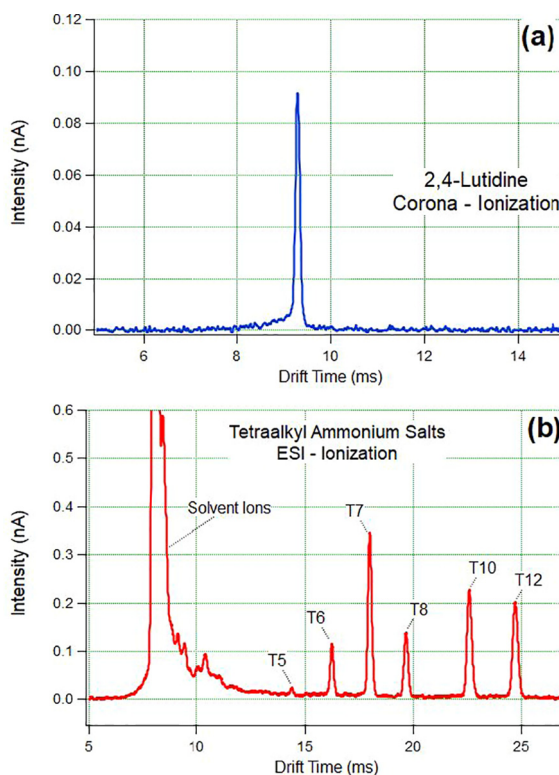 0.12
(a)
0.10
0.08
0.06
0.04
0.02
0.00
Intensity (nA)
2,4-Lutidine
Corona - Ionization
6 8 10 12 14
Drift Time (ms)
0.6
(b)
0.5
0.4
0.3
0.2
0.1
0.0
Intensity (nA)
Tetraalkyl Ammonium Salts
ESI - Ionization
Solvent Ions
T5
T6
T7
T8
T10
T12
5 10 15 20 25
Drift Time (ms)